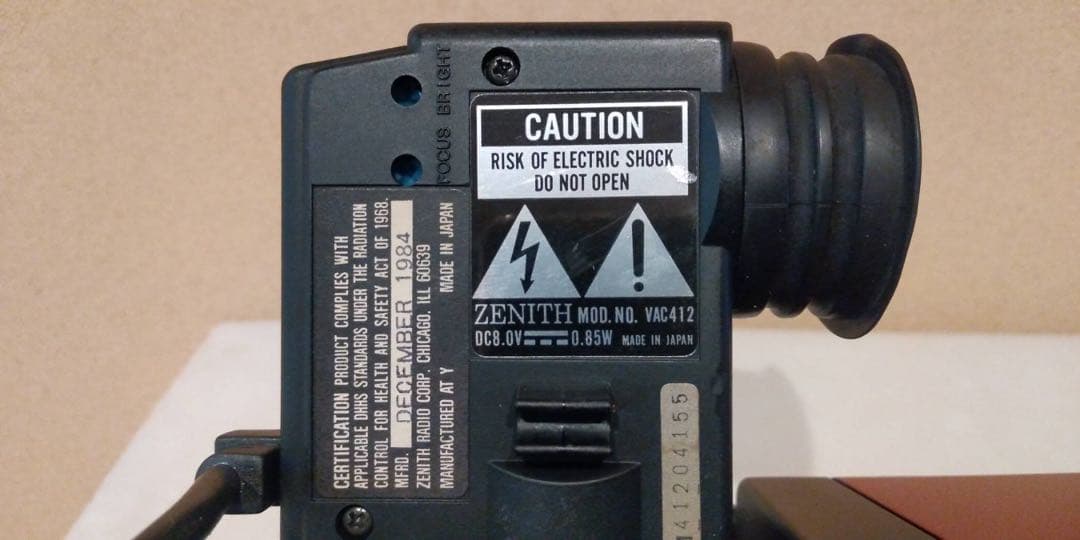 FOCUS BRIGHT
CAUTION
RISK OF ELECTRIC SHOCK
DO NOT OPEN
ZENITH MOD. NO. VAC412
DC8.0V 0.85W MADE IN JAPAN
CERTIFICATION PRODUCT COMPLIES WITH
APPLICABLE DHHS STANDARDS UNDER THE RADIATION
CONTROL FOR HEALTH AND SAFETY ACT OF 1968.
MFRD. DECEMBER 1984
ZENITH RADIO CORP. CHICAGO, ILL 60639
MANUFACTURED AT Y MADE IN JAPAN
41204155